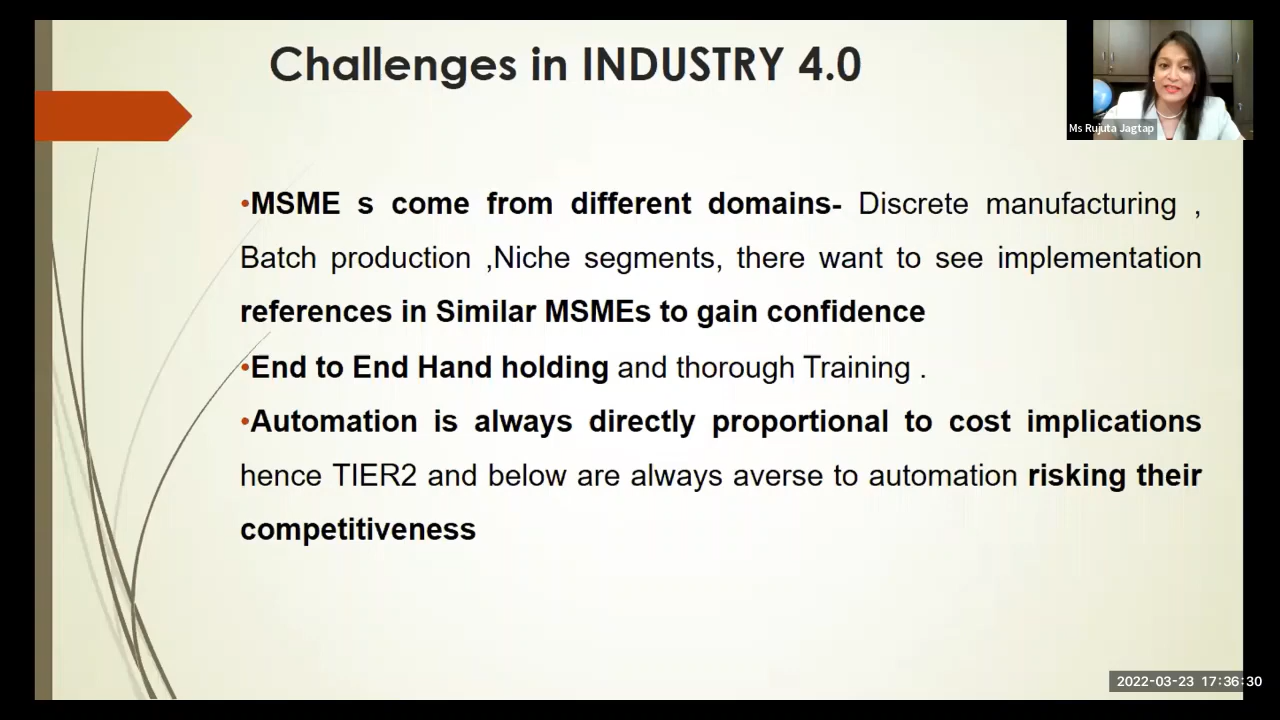 Challenges in INDUSTRY 4.0
Ms Rujuta Jagtap
•MSME s come from different domains- Discrete manufacturing ,
Batch production ,Niche segments, there want to see implementation
references in Similar MSMEs to gain confidence
•End to End Hand holding and thorough Training .
•Automation is always directly proportional to cost implications
hence TIER2 and below are always averse to automation risking their
competitiveness
2022-03-23 17:36:30